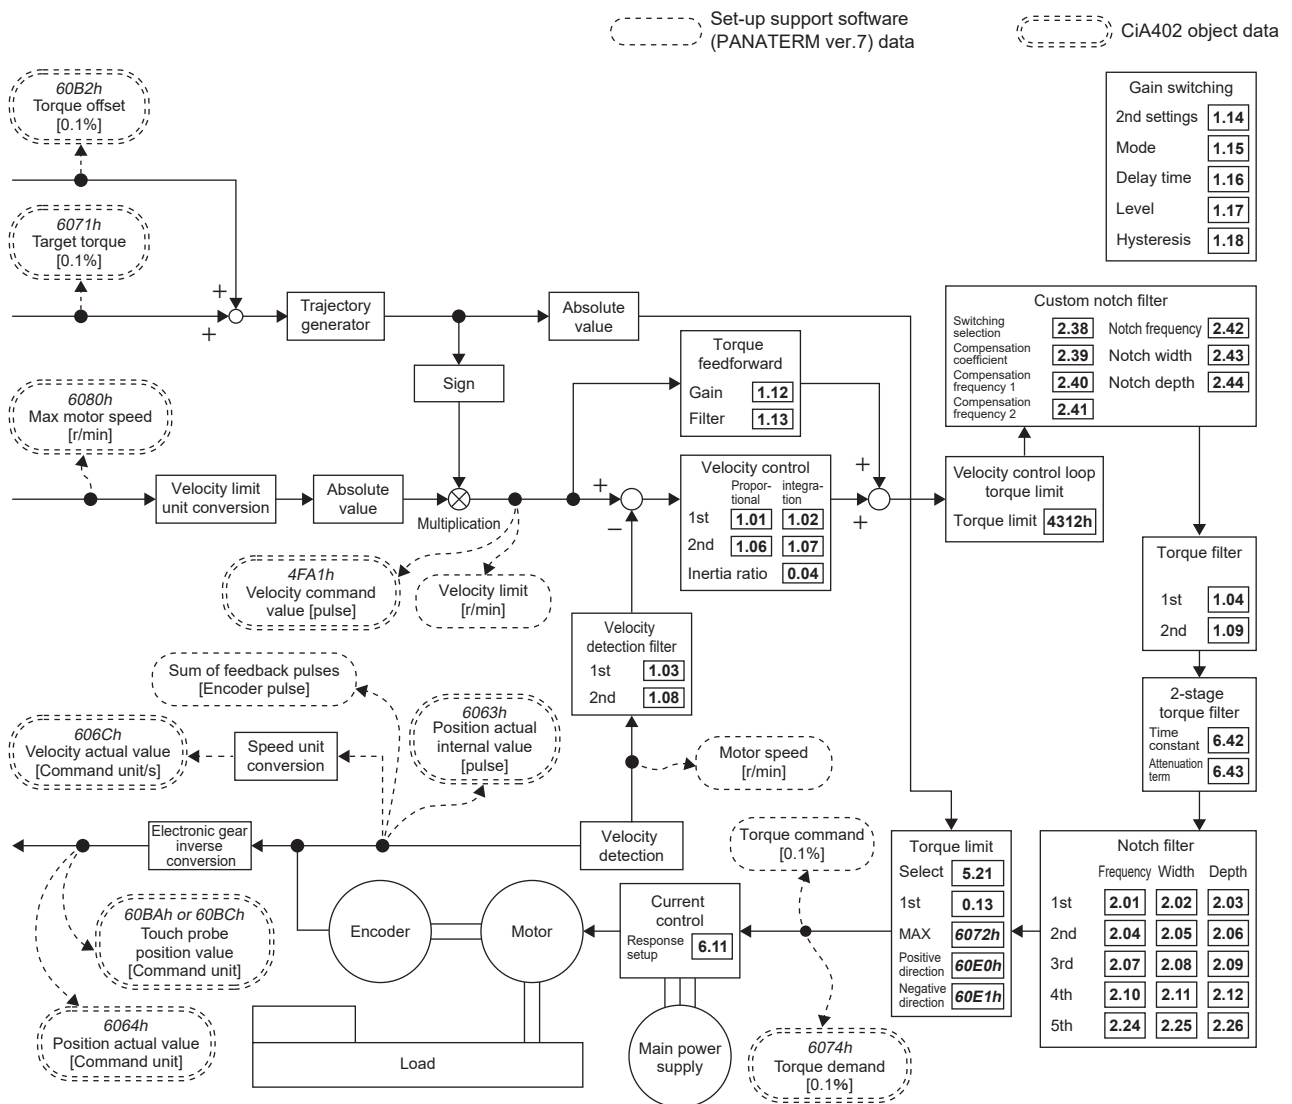 Set-up support software
(PANATERM ver.7) data
CiA402 object data
60B2h
Torque offset
[0.1%]
Gain switching
2nd settings 1.14
Mode 1.15
Delay time 1.16
Level 1.17
Hysteresis 1.18
6071h
Target torque
[0.1%]
+
+
Trajectory
generator
Absolute
value
Sign
Torque
feedforward
Gain 1.12
Filter 1.13
Custom notch filter
Switching
selection 2.38
Notch frequency 2.42
Compensation
coefficient 2.39
Notch width 2.43
Compensation
frequency 1 2.40
Notch depth 2.44
Compensation
frequency 2 2.41
6080h
Max motor speed
[r/min]
Velocity limit
unit conversion
Absolute
value
Multiplication
+
−
Velocity control
Propor-
tional
integra-
tion
1st 1.01 1.02
2nd 1.06 1.07
Inertia ratio 0.04
+
+
Velocity control loop
torque limit
Torque limit 4312h
4FA1h
Velocity command
value [pulse]
Velocity limit
[r/min]
Torque filter
1st 1.04
2nd 1.09
Velocity
detection filter
1st 1.03
2nd 1.08
Sum of feedback pulses
[Encoder pulse]
6063h
Position actual
internal value
[pulse]
606Ch
Velocity actual value
[Command unit/s]
Speed unit
conversion
Motor speed
[r/min]
2-stage
torque filter
Time
constant 6.42
Attenuation
term 6.43
Electronic gear
inverse
conversion
Velocity
detection
Torque command
[0.1%]
Torque limit
Select 5.21
1st 0.13
MAX 6072h
Positive
direction 60E0h
Negative
direction 60E1h
Notch filter
Frequency Width Depth
1st 2.01 2.02 2.03
2nd 2.04 2.05 2.06
3rd 2.07 2.08 2.09
4th 2.10 2.11 2.12
5th 2.24 2.25 2.26
60BAh or 60BCh
Touch probe
position value
[Command unit]
Encoder
Motor
Current
control
Response
setup 6.11
6064h
Position actual value
[Command unit]
Load
Main power
supply
6074h
Torque demand
[0.1%]